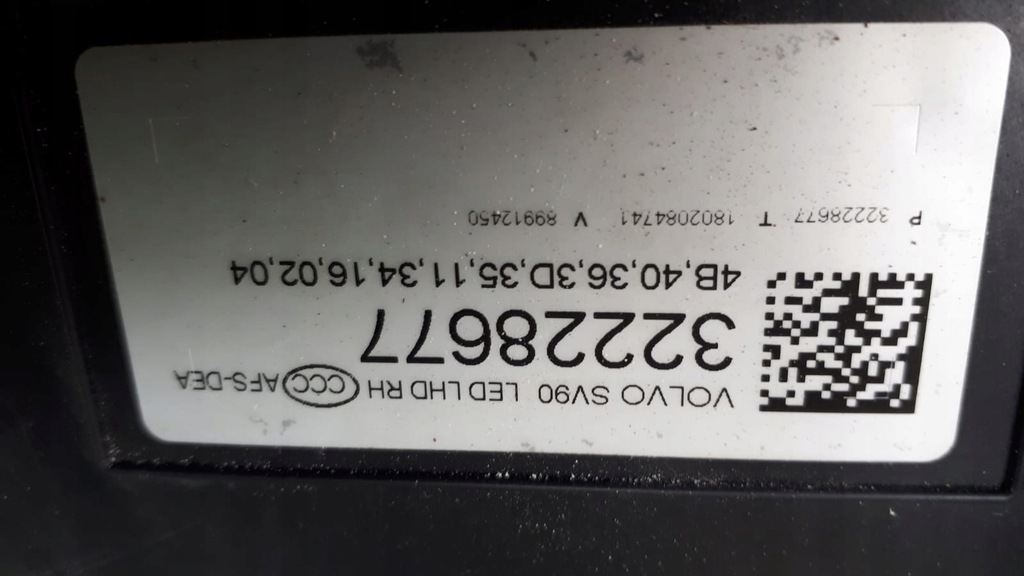 VOLVO SV90 LED LHD RH CCC AFS-DEA
32228677
4B,40,36,3D,35,11,34,16,02,04
P 32228677 T 1802084741 V 89912450